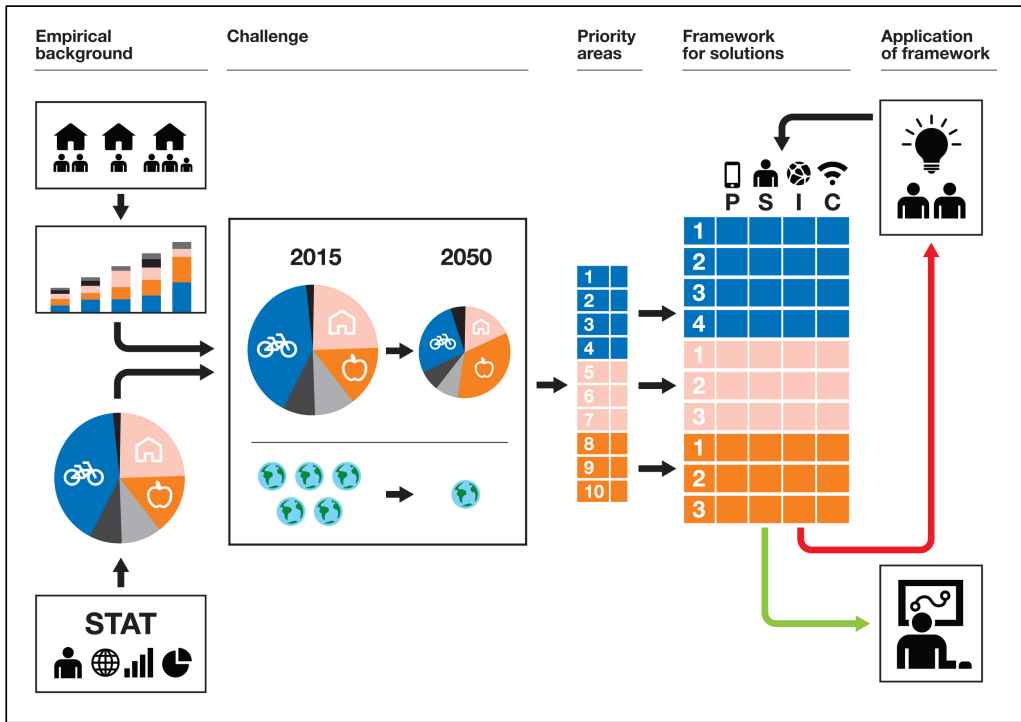 Empirical
background
Challenge
Priority
areas
Framework
for solutions
Application
of framework
2015
2050
STAT
1
2
3
4
5
6
7
8
9
10
P S I C
1
2
3
4
1
2
3
1
2
3